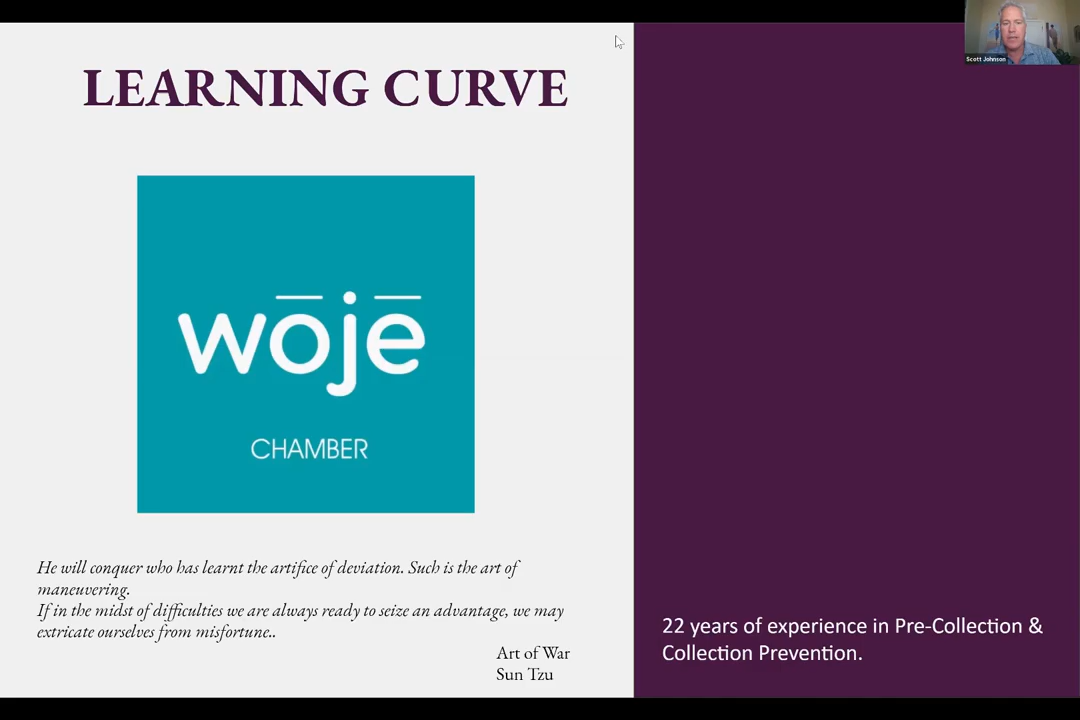 LEARNING CURVE
wōjē
CHAMBER
He will conquer who has learnt the artifice of deviation. Such is the art of
maneuvering.
If in the midst of difficulties we are always ready to seize an advantage, we may
extricate ourselves from misfortune..
Art of War
Sun Tzu
Scott Johnson
22 years of experience in Pre-Collection &
Collection Prevention.